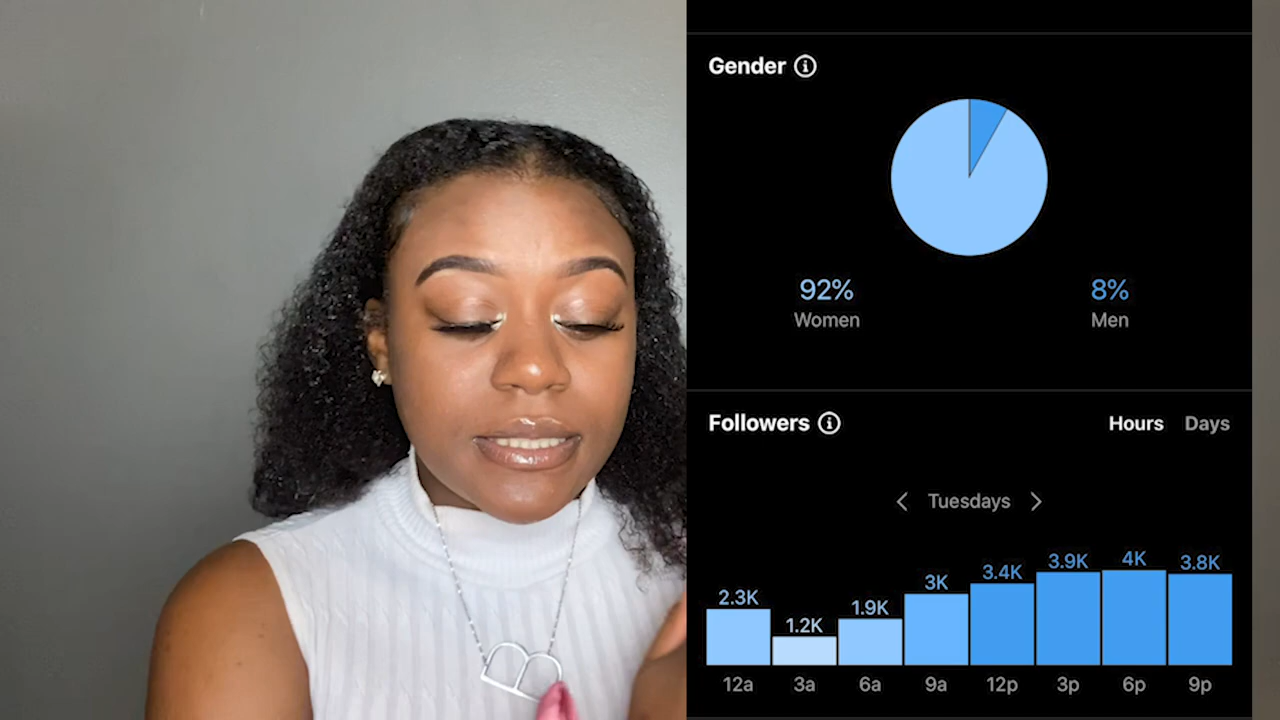 Gender
92% 8%
Women Men
Followers Hours Days
Tuesdays
2.3K 1.2K 1.9K 3K 3.4K 3.9K 4K 3.8K
12a 3a 6a 9a 12p 3p 6p 9p